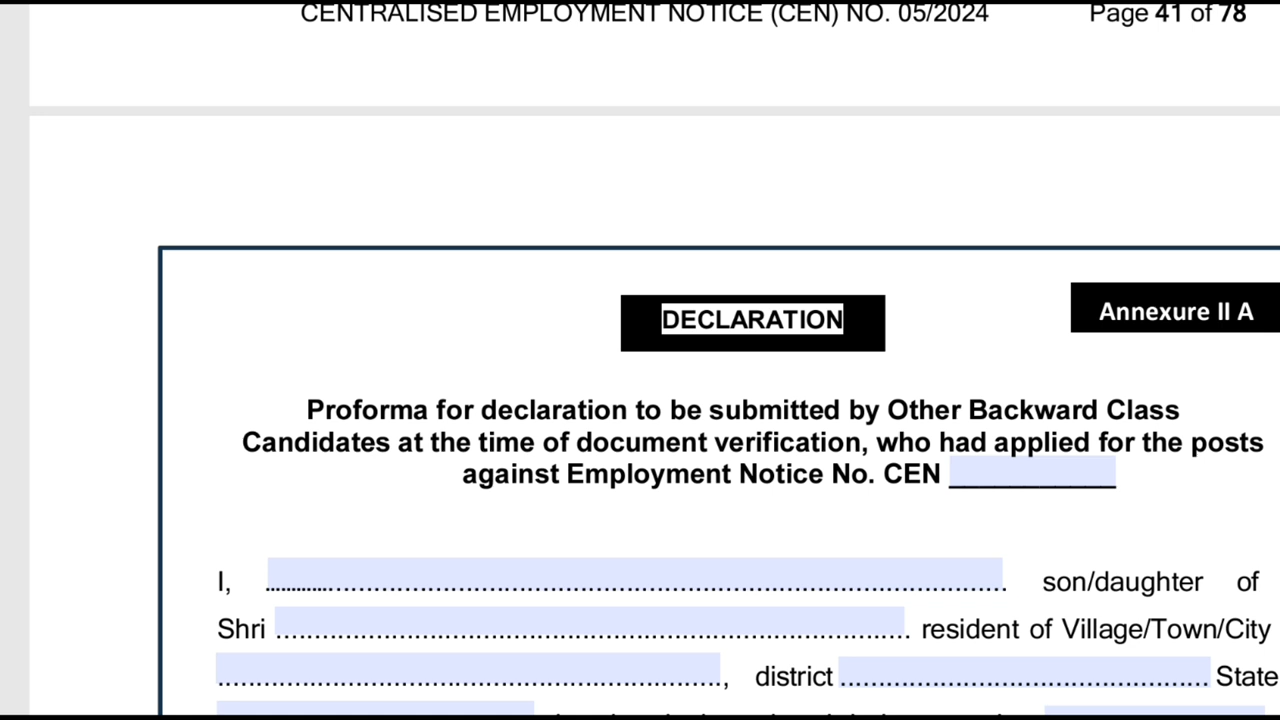 CENTRALISED EMPLOYMENT NOTICE (CEN) NO. 05/2024 Page 41 of 78
DECLARATION
Annexure II A
Proforma for declaration to be submitted by Other Backward Class
Candidates at the time of document verification, who had applied for the posts
against Employment Notice No. CEN ___________
I, ........................................................................................ son/daughter of
Shri .................................................................................. resident of Village/Town/City
.................................................................., district ................................................ State